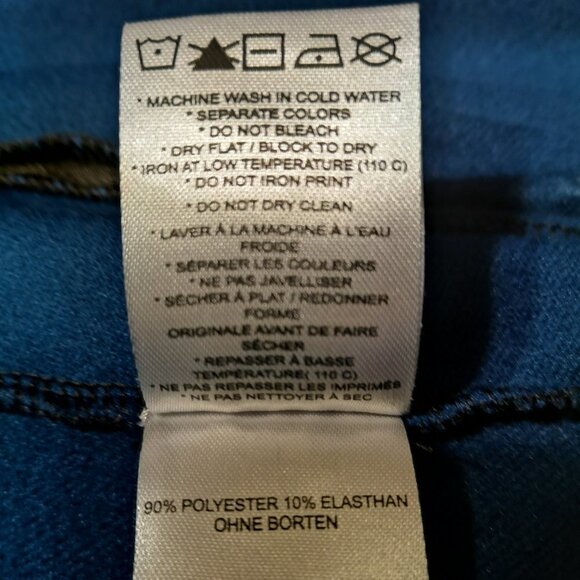 * MACHINE WASH IN COLD WATER
* SEPARATE COLORS
* DO NOT BLEACH
* DRY FLAT / BLOCK TO DRY
* IRON AT LOW TEMPERATURE (110 C)
* DO NOT IRON PRINT
* DO NOT DRY CLEAN
* LAVER À LA MACHINE À L'EAU
FROIDE
* SÉPARER LES COULEURS
* NE PAS JAVELLISER
* SÉCHER À PLAT / REDONNER
FORME
ORIGINALE AVANT DE FAIRE
SÉCHER
* REPASSER À BASSE
TEMPÉRATURE (110 C)
* NE PAS REPASSER LES IMPRIMÉS
* NE PAS NETTOYER À SEC
90% POLYESTER 10% ELASTHAN
OHNE BORTEN